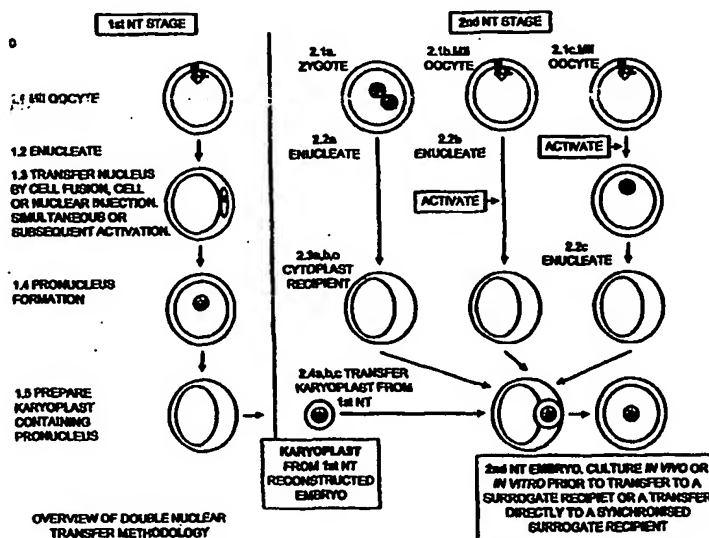 1st NT STAGE
2nd NT STAGE
1.1 MII OOCYTE
1.2 ENUCLEATE
1.3 TRANSFER NUCLEUS
BY CELL FUSION, CELL
OR NUCLEAR INJECTION.
SIMULTANEOUS OR
SUBSEQUENT ACTIVATION.
1.4 PRONUCLEUS
FORMATION
1.5 PREPARE
KARYOPLAST
CONTAINING
PRONUCLEUS
2.1a.
ZYGOTE
2.1b.MII
OOCYTE
2.1c.MII
OOCYTE
2.2a
ENUCLEATE
2.2b
ENUCLEATE
ACTIVATE
ACTIVATE
2.2c
ENUCLEATE
2.3a,b,c
CYTOPLAST
RECIPIENT
2.4a,b,c TRANSFER
KARYOPLAST FROM
1st NT
KARYOPLAST
FROM 1st NT
RECONSTRUCTED
EMBRYO
2nd NT EMBRYO. CULTURE IN VIVO OR
IN VITRO PRIOR TO TRANSFER TO A
SURROGATE RECIPIET OR A TRANSFER
DIRECTLY TO A SYNCHRONISED
SURROGATE RECIPIENT
OVERVIEW OF DOUBLE NUCLEAR
TRANSFER METHODOLOGY